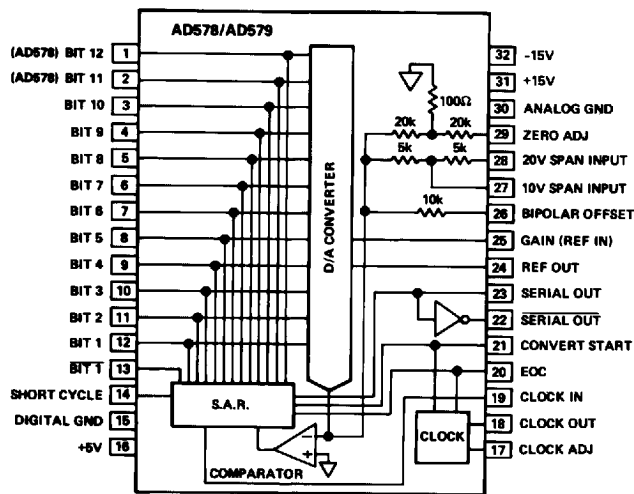 AD578/AD579
(AD578) BIT 12 1
(AD578) BIT 11 2
BIT 10 3
BIT 9 4
BIT 8 5
BIT 7 6
BIT 6 7
BIT 5 8
BIT 4 9
BIT 3 10
BIT 2 11
BIT 1 12
BIT 1 13
SHORT CYCLE 14
DIGITAL GND 15
+5V 16
D/A CONVERTER
S.A.R.
COMPARATOR
−
+
CLOCK
100Ω
20k 20k
5k 5k
10k
32 -15V
31 +15V
30 ANALOG GND
29 ZERO ADJ
28 20V SPAN INPUT
27 10V SPAN INPUT
26 BIPOLAR OFFSET
25 GAIN (REF IN)
24 REF OUT
23 SERIAL OUT
22 SERIAL OUT
21 CONVERT START
20 EOC
19 CLOCK IN
18 CLOCK OUT
17 CLOCK ADJ